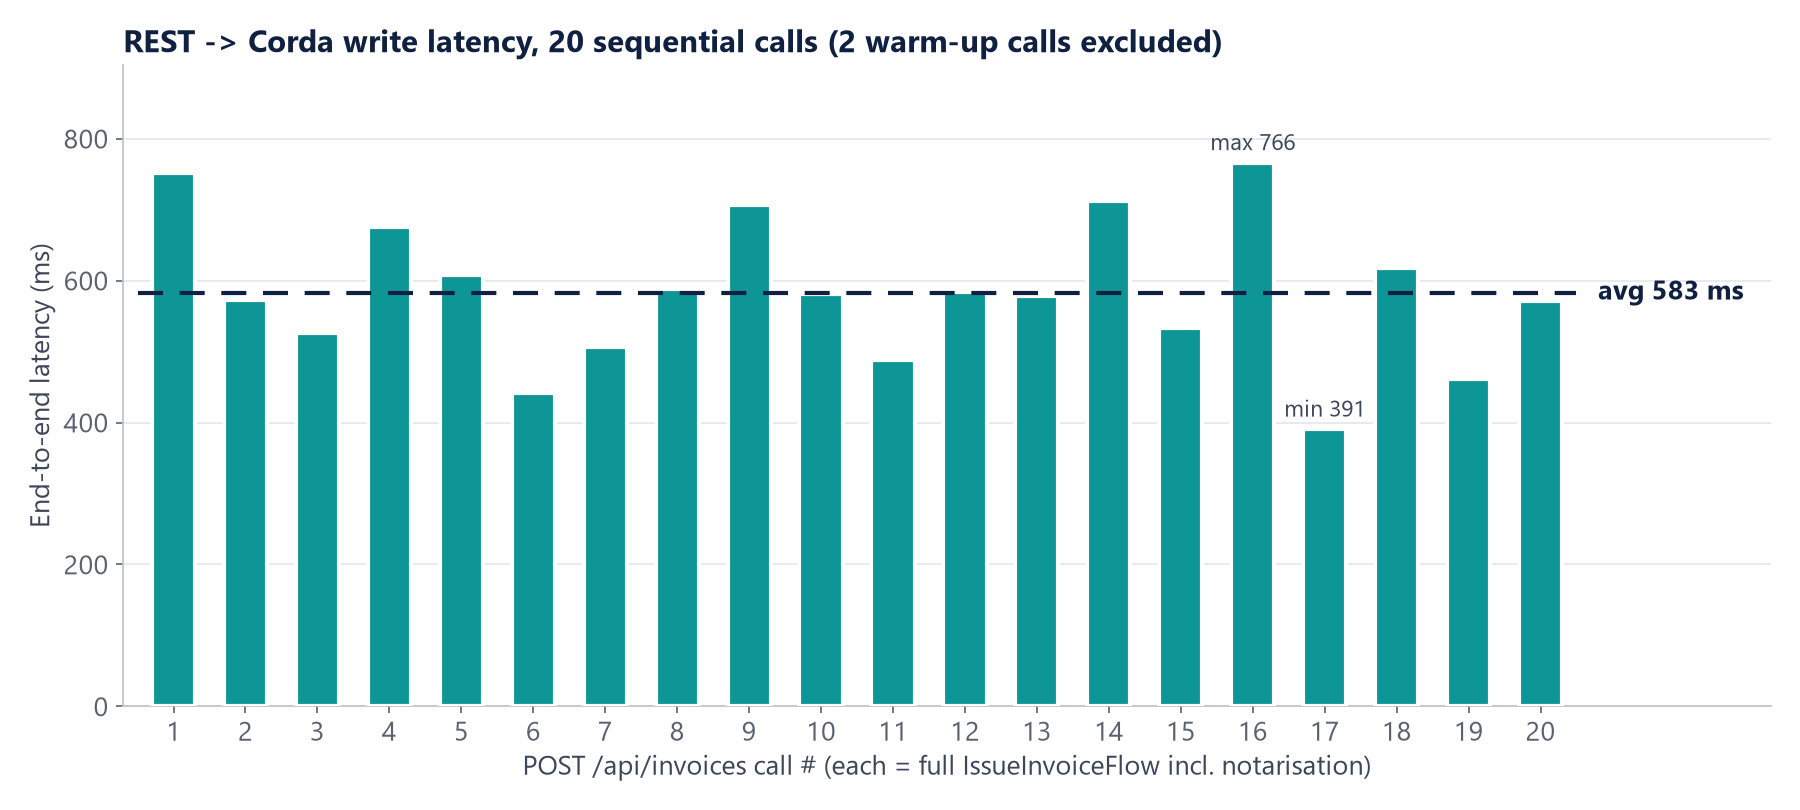 REST -> Corda write latency, 20 sequential calls (2 warm-up calls excluded)
End-to-end latency (ms)
800
600
400
200
0
max 766
min 391
avg 583 ms
1 2 3 4 5 6 7 8 9 10 11 12 13 14 15 16 17 18 19 20
POST /api/invoices call # (each = full IssueInvoiceFlow incl. notarisation)